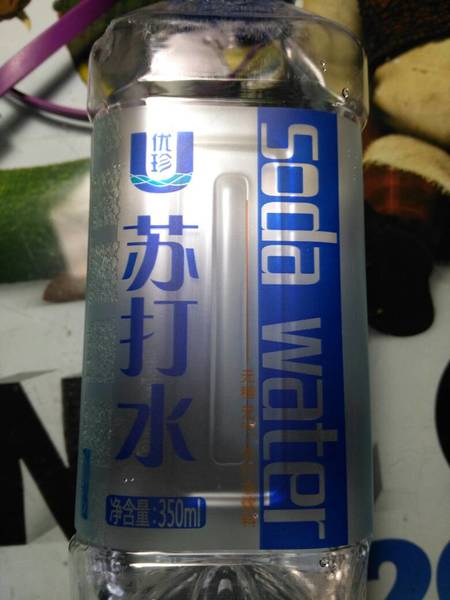 优珍
苏打水
净含量:350ml
soda water